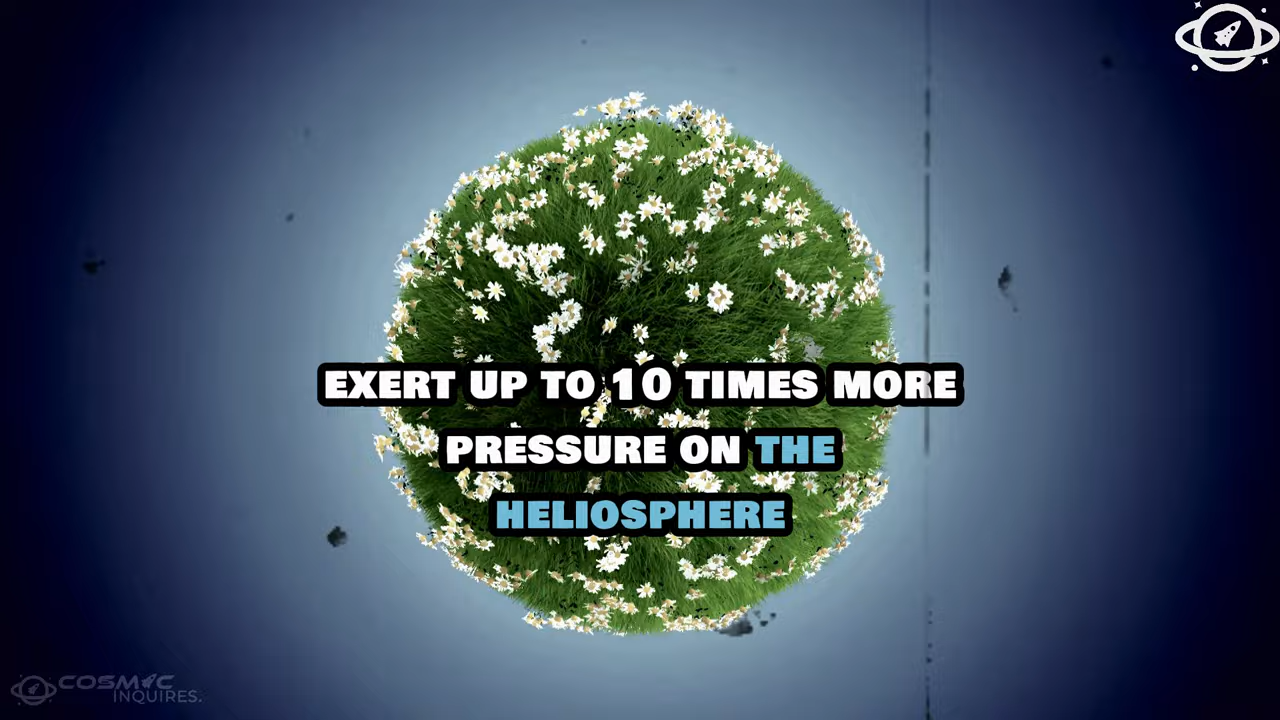 EXERT UP TO 10 TIMES MORE
PRESSURE ON THE
HELIOSPHERE
COSMIC
INQUIRES.